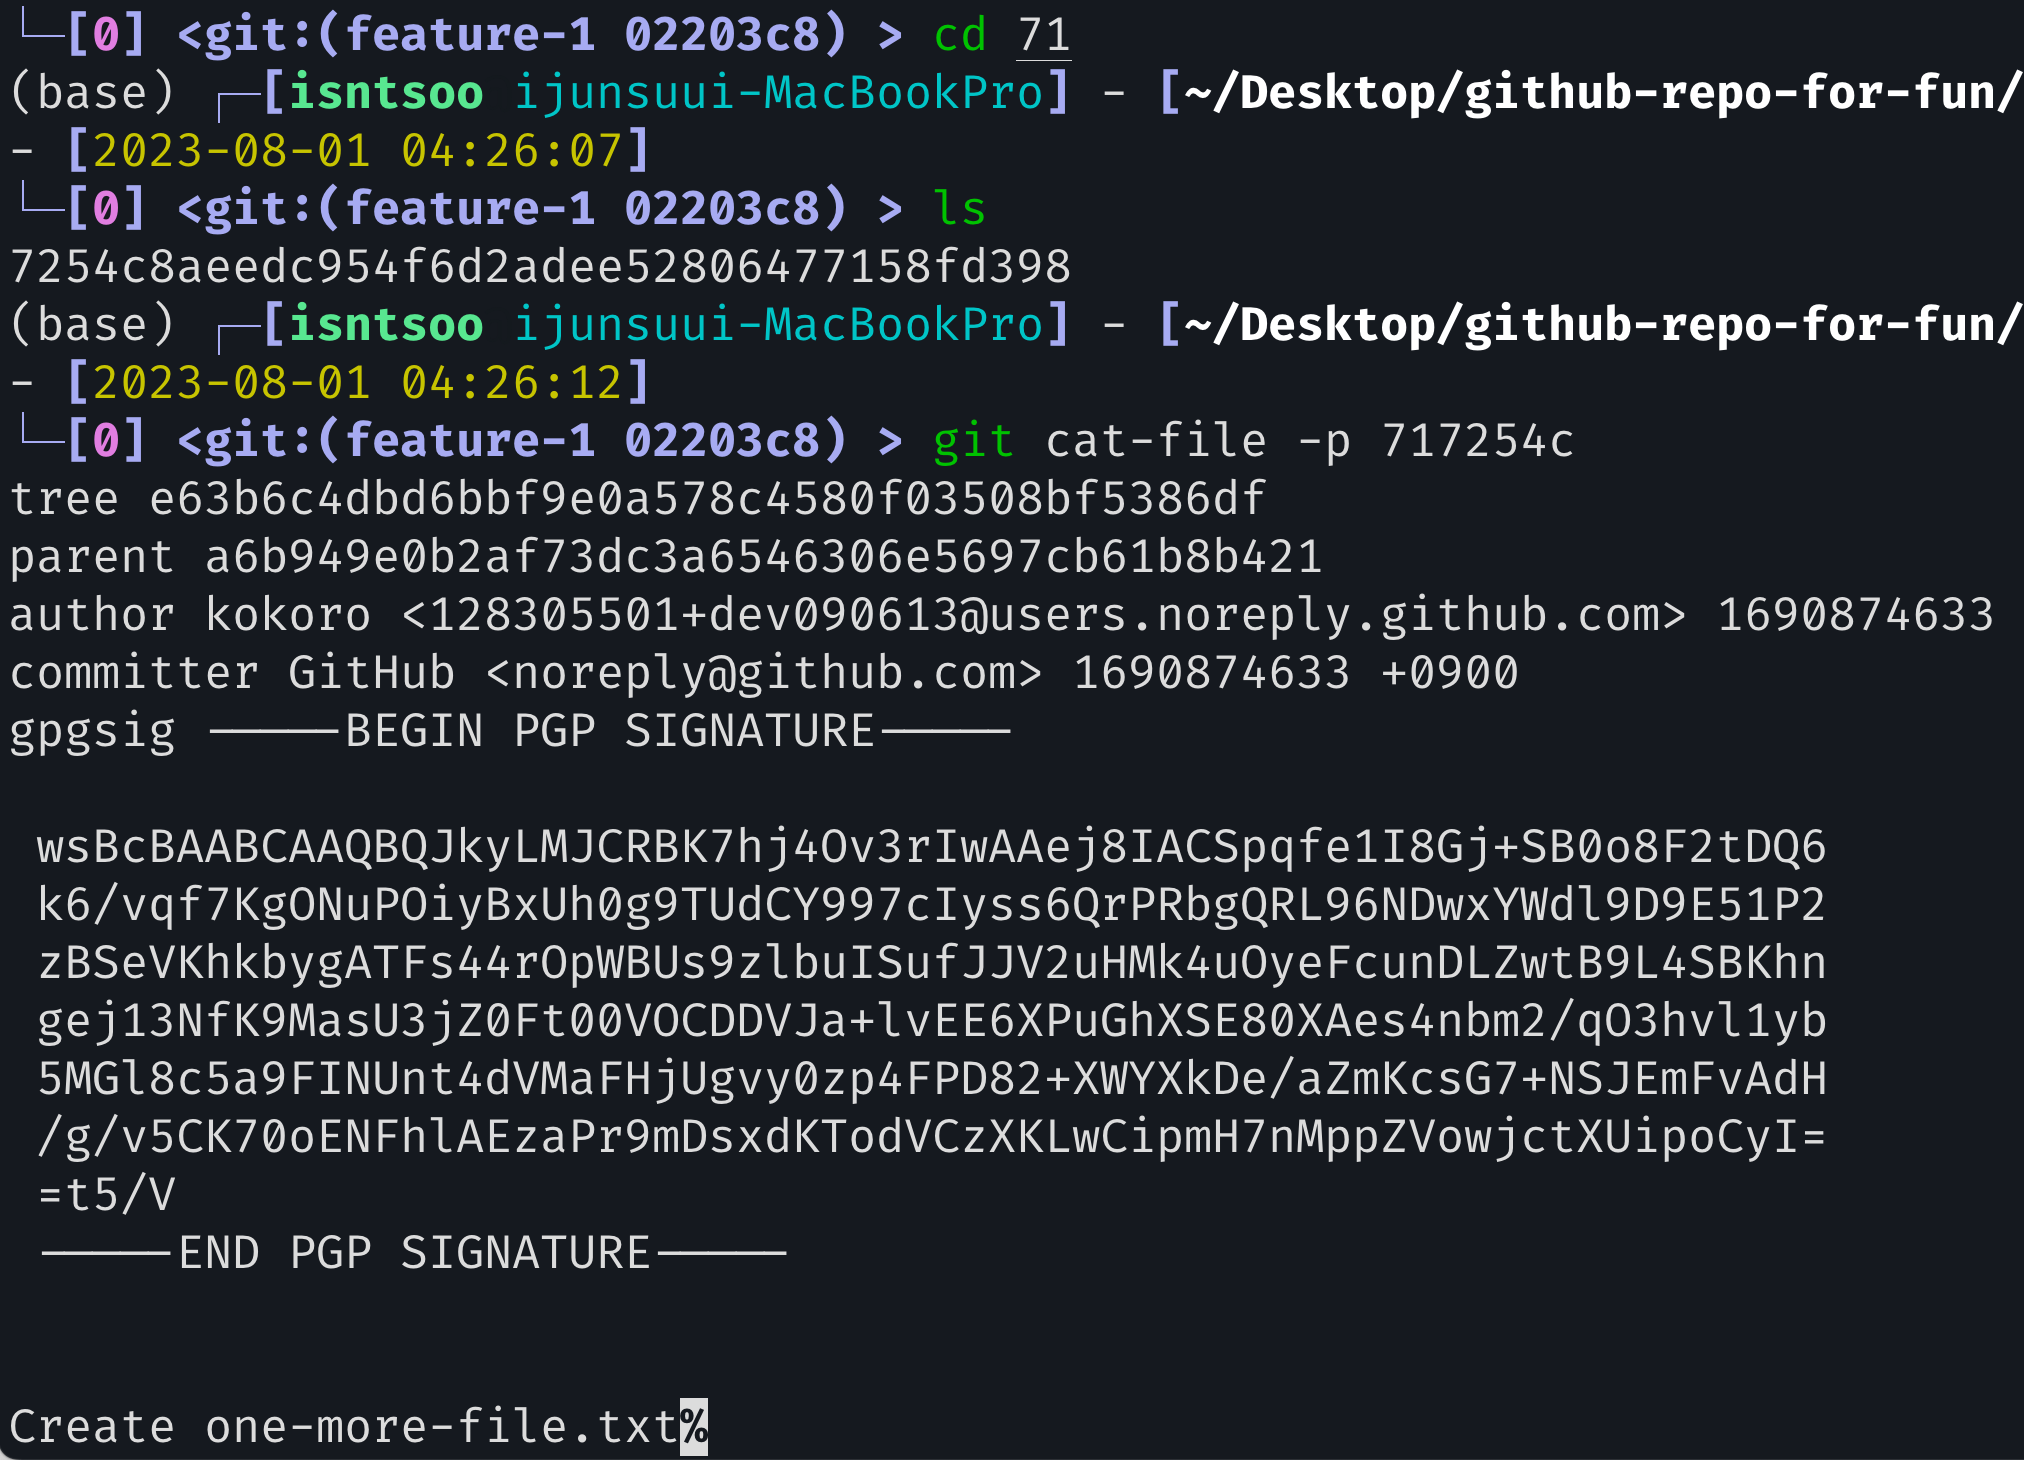 └─[0] <git:(feature-1 02203c8) > cd 71
(base) ┌─[isntsoo ijunsuui-MacBookPro] - [~/Desktop/github-repo-for-fun/
- [2023-08-01 04:26:07]
└─[0] <git:(feature-1 02203c8) > ls
7254c8aeedc954f6d2adee52806477158fd398
(base) ┌─[isntsoo ijunsuui-MacBookPro] - [~/Desktop/github-repo-for-fun/
- [2023-08-01 04:26:12]
└─[0] <git:(feature-1 02203c8) > git cat-file -p 717254c
tree e63b6c4dbd6bbf9e0a578c4580f03508bf5386df
parent a6b949e0b2af73dc3a6546306e5697cb61b8b421
author kokoro <128305501+dev090613@users.noreply.github.com> 1690874633
committer GitHub <noreply@github.com> 1690874633 +0900
gpgsig -----BEGIN PGP SIGNATURE-----
wsBcBAABCAAQBQJkyLMJCRBK7hj4Ov3rIwAAej8IACSpqfe1I8Gj+SB0o8F2tDQ6
k6/vqf7KgONuPOiyBxUh0g9TUdCY997cIyss6QrPRbgQRL96NDwxYWdl9D9E51P2
zBSeVKhkbygATFs44rOpWBUs9zlbuISufJJV2uHMk4uOyeFcunDLZwtB9L4SBKhn
gej13NfK9MasU3jZ0Ft00VOCDDVJa+lvEE6XPuGhXSE80XAes4nbm2/qO3hvl1yb
5MGl8c5a9FINUnt4dVMaFHjUgvy0zp4FPD82+XWYXkDe/aZmKcsG7+NSJEmFvAdH
/g/v5CK70oENFhlAEzaPr9mDsxdKTodVCzXKLwCipmH7nMppZVowjctXUipoCyI=
=t5/V
-----END PGP SIGNATURE-----
Create one-more-file.txt%